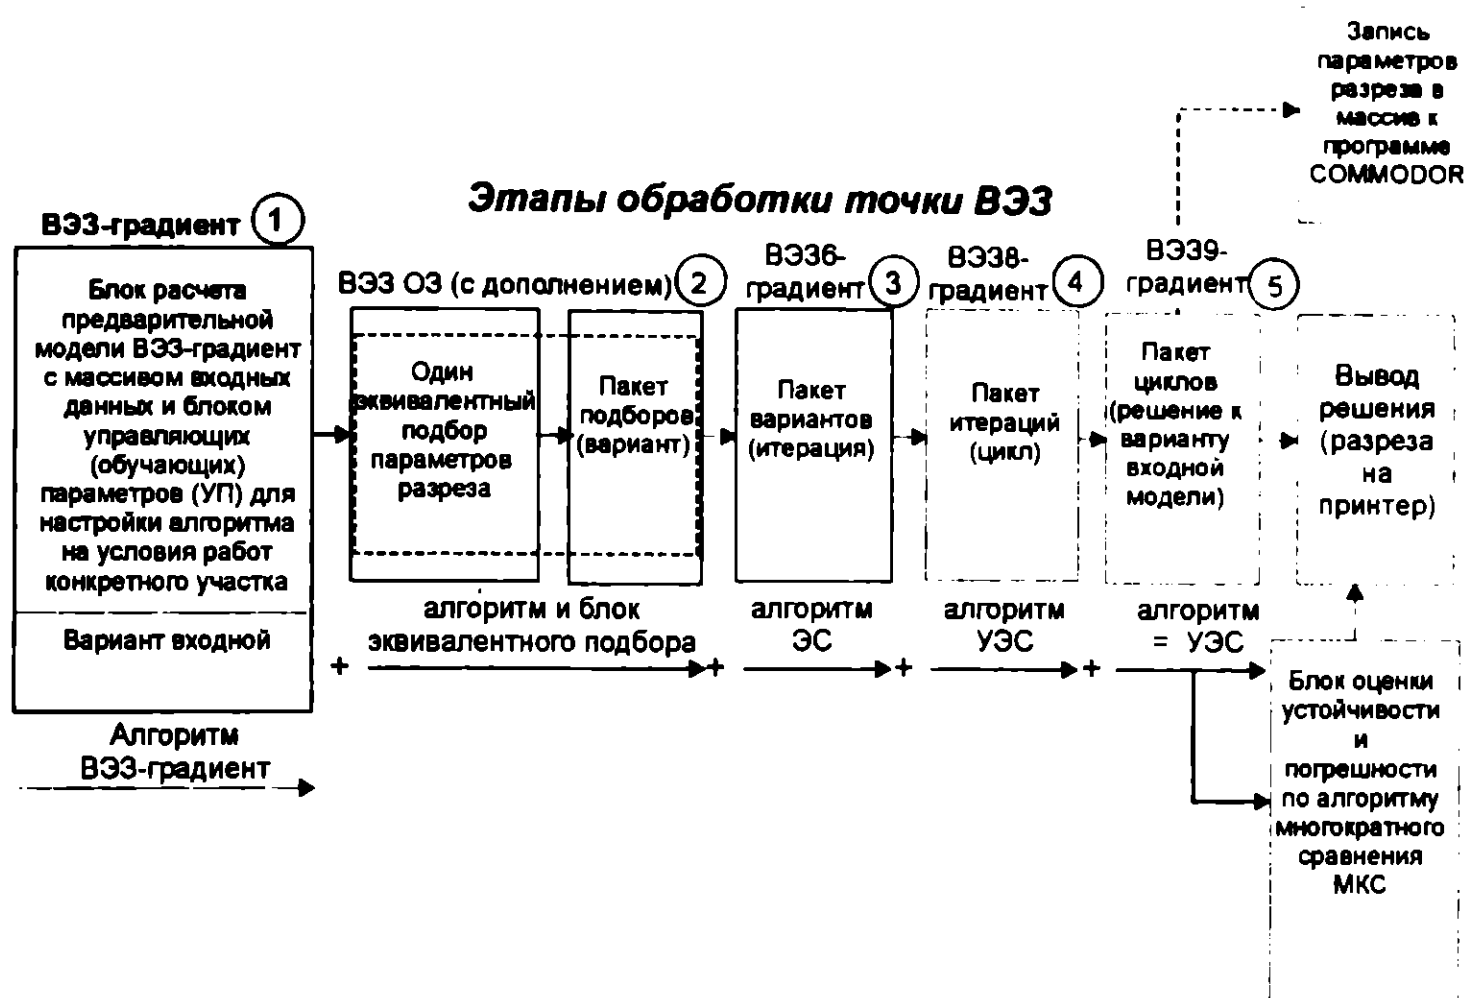 Запись
параметров
разреза в
массив к
программе
COMMODOR
Этапы обработки точки ВЭЗ
ВЭЗ-градиент 1
Блок расчета
предварительной
модели ВЭЗ-градиент
с массивом входных
данных и блоком
управляющих
(обучающих)
параметров (УП) для
настройки алгоритма
на условия работ
конкретного участка
Вариант входной
Алгоритм
ВЭЗ-градиент
ВЭЗ ОЗ (с дополнением) 2
Один
эквивалентный
подбор
параметров
разреза
Пакет
подборов
(вариант)
+
алгоритм и блок
эквивалентного подбора
ВЭЗ6-
градиент 3
Пакет
вариантов
(итерация)
+
алгоритм
ЭС
ВЭЗ8-
градиент 4
Пакет
итераций
(цикл)
+
алгоритм
УЭС
ВЭЗ9-
градиент 5
Пакет
циклов
(решение к
варианту
входной
модели)
+
алгоритм
= УЭС
Вывод
решения
(разреза
на
принтер)
Блок оценки
устойчивости
и
погрешности
по алгоритму
многократного
сравнения
МКС